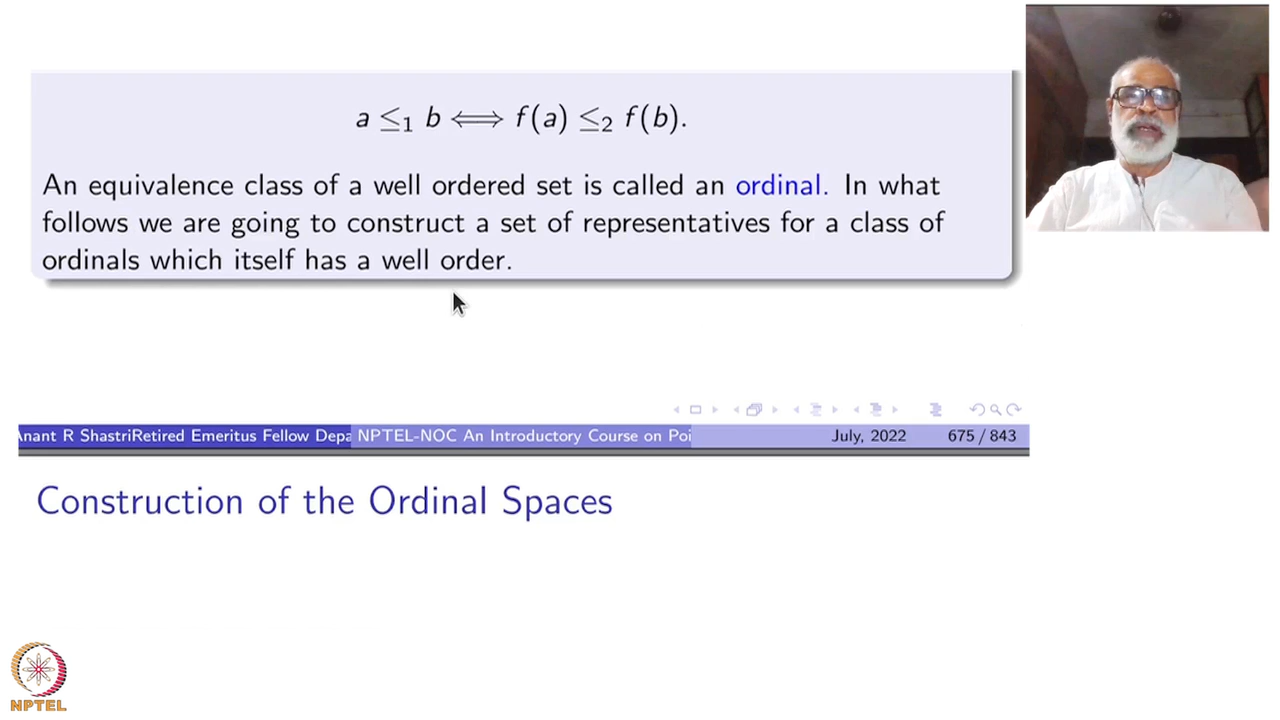 a ≤₁ b ⟺ f(a) ≤₂ f(b).
An equivalence class of a well ordered set is called an ordinal. In what
follows we are going to construct a set of representatives for a class of
ordinals which itself has a well order.
Anant R ShastriRetired Emeritus Fellow Depa NPTEL-NOC An Introductory Course on Poi July, 2022 675 / 843
Construction of the Ordinal Spaces
NPTEL